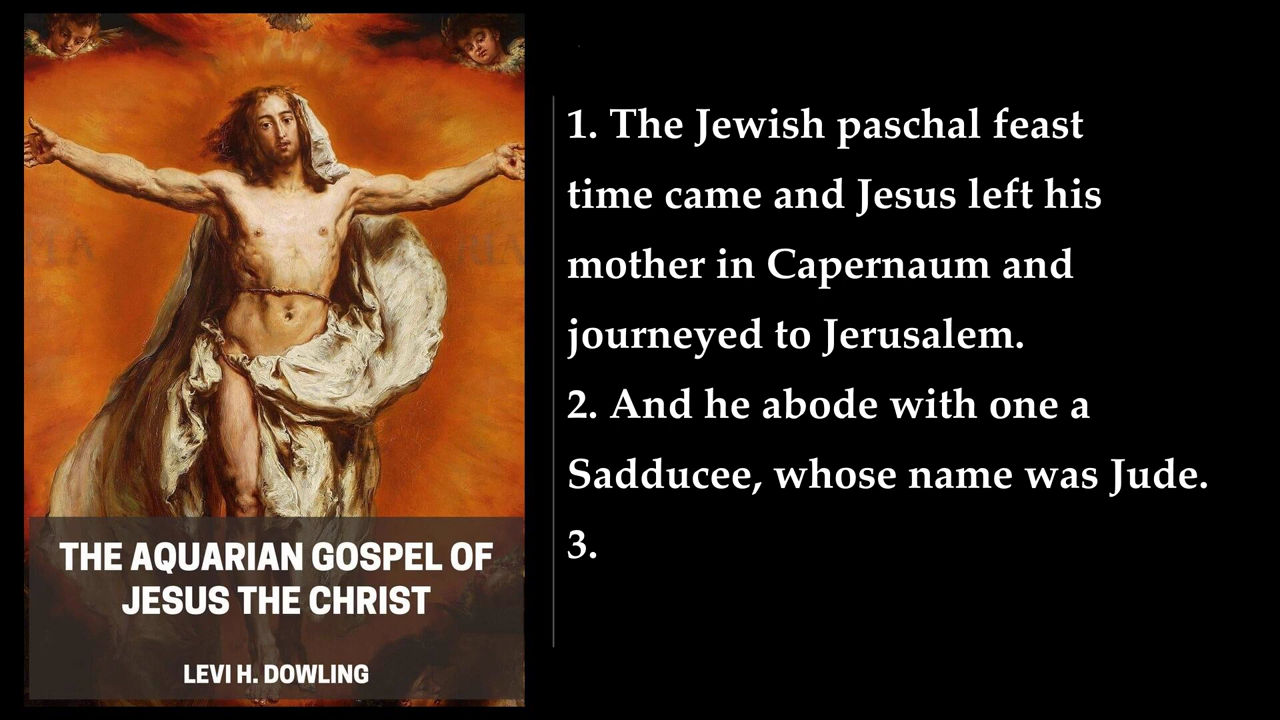 THE AQUARIAN GOSPEL OF
JESUS THE CHRIST
LEVI H. DOWLING
1. The Jewish paschal feast
time came and Jesus left his
mother in Capernaum and
journeyed to Jerusalem.
2. And he abode with one a
Sadducee, whose name was Jude.
3.